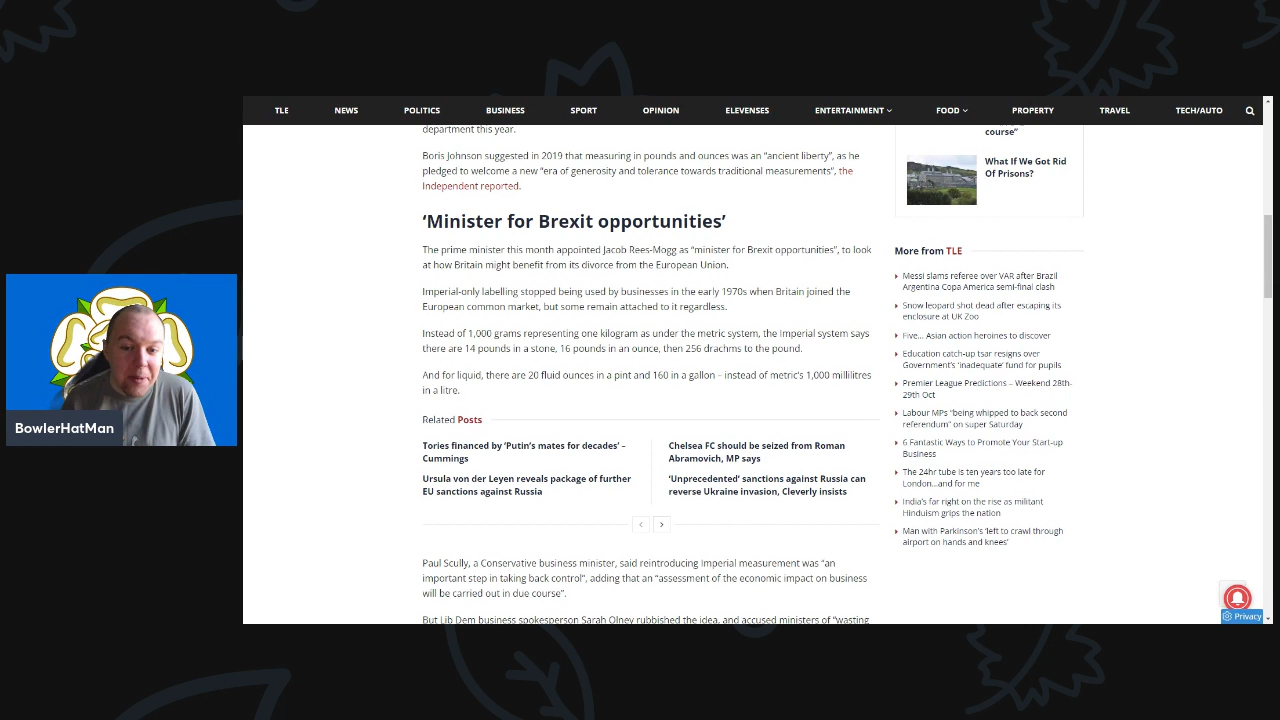 TLE NEWS POLITICS BUSINESS SPORT OPINION ELEVENSES ENTERTAINMENT FOOD PROPERTY TRAVEL TECH/AUTO
department this year.
Boris Johnson suggested in 2019 that measuring in pounds and ounces was an “ancient liberty”, as he
pledged to welcome a new “era of generosity and tolerance towards traditional measurements”, the
Independent reported.
‘Minister for Brexit opportunities’
The prime minister this month appointed Jacob Rees-Mogg as “minister for Brexit opportunities”, to look
at how Britain might benefit from its divorce from the European Union.
Imperial-only labelling stopped being used by businesses in the early 1970s when Britain joined the
European common market, but some remain attached to it regardless.
Instead of 1,000 grams representing one kilogram as under the metric system, the Imperial system says
there are 14 pounds in a stone, 16 pounds in an ounce, then 256 drachms to the pound.
And for liquid, there are 20 fluid ounces in a pint and 160 in a gallon – instead of metric’s 1,000 millilitres
in a litre.
Related Posts
Tories financed by ‘Putin’s mates for decades’ –
Cummings
Ursula von der Leyen reveals package of further
EU sanctions against Russia
Chelsea FC should be seized from Roman
Abramovich, MP says
‘Unprecedented’ sanctions against Russia can
reverse Ukraine invasion, Cleverly insists
Paul Scully, a Conservative business minister, said reintroducing Imperial measurement was “an
important step in taking back control”, adding that an “assessment of the economic impact on business
will be carried out in due course”.
But Lib Dem business spokesperson Sarah Olney rubbished the idea, and accused ministers of “wasting
course”
What If We Got Rid
Of Prisons?
More from TLE
Messi slams referee over VAR after Brazil
Argentina Copa America semi-final clash
Snow leopard shot dead after escaping its
enclosure at UK Zoo
Five... Asian action heroines to discover
Education catch-up tsar resigns over
Government’s ‘inadequate’ fund for pupils
Premier League Predictions – Weekend 28th-
29th Oct
Labour MPs “being whipped to back second
referendum” on super Saturday
6 Fantastic Ways to Promote Your Start-up
Business
The 24hr tube is ten years too late for
London...and for me
India’s far right on the rise as militant
Hinduism grips the nation
Man with Parkinson’s ‘left to crawl through
airport on hands and knees’
Privacy
BowlerHatMan